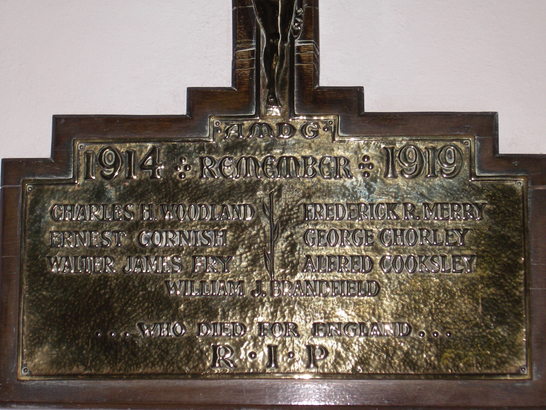 AMDG
1914 REMEMBER 1919
CHARLES H. WOODLAND FREDERICK R. MERRY
ERNEST CORNISH GEORGE CHORLEY
WALTER JAMES FRY ALFRED COOKSLEY
WILLIAM J. BRANCHFIELD
....WHO DIED FOR ENGLAND....
R · I · P